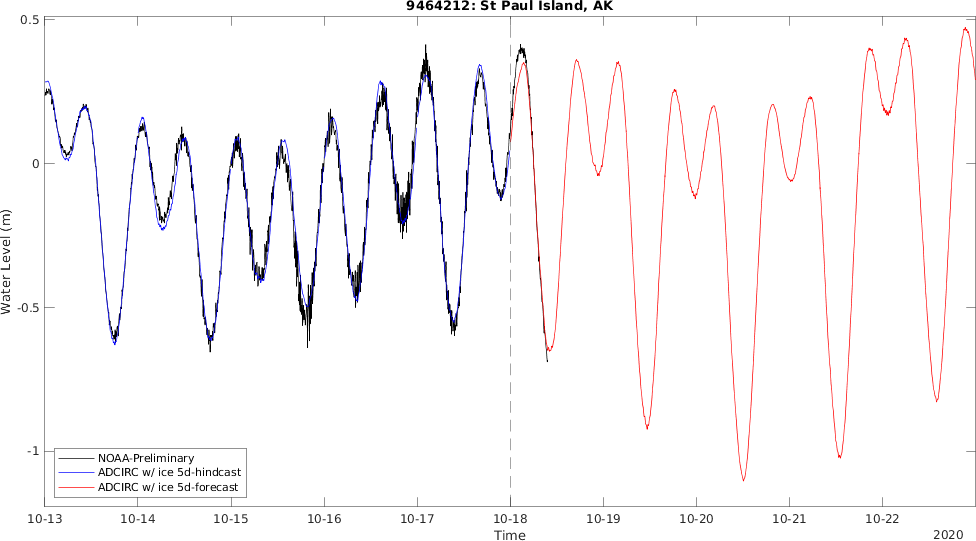 9464212: St Paul Island, AK
0.5
0
-0.5
-1
Water Level (m)
NOAA-Preliminary
ADCIRC w/ ice 5d-hindcast
ADCIRC w/ ice 5d-forecast
10-13 10-14 10-15 10-16 10-17 10-18 10-19 10-20 10-21 10-22
Time
2020